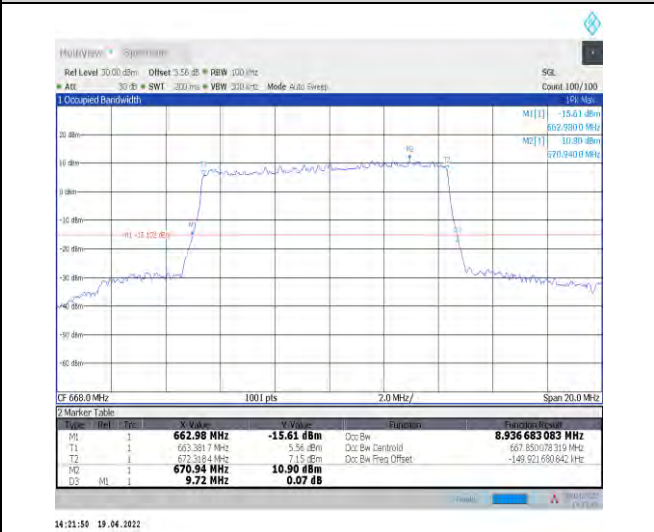 MultiView Spectrum
Ref Level 30.00 dBm Offset 3.56 dB RBW 100 kHz SGL
Att 30 dB SWT 200 ms VBW 300 kHz Mode Auto Sweep Count 100/100
1 Occupied Bandwidth 1Pk Max
M1[1] -15.61 dBm
662.9800 MHz
M2[1] 10.90 dBm
670.9400 MHz
20 dBm
10 dBm
0 dBm
-10 dBm
-20 dBm
-30 dBm
-40 dBm
-50 dBm
-60 dBm
M2
T1
T2
M1
D3
CF 668.0 MHz 1001 pts 2.0 MHz/ Span 20.0 MHz
2 Marker Table
Type Ref Trc X-Value Y-Value Function Function Result
M1 1 662.98 MHz -15.61 dBm Occ Bw 8.936 683 083 MHz
T1 1 663.3817 MHz 5.56 dBm Occ Bw Centroid 667.850 078 319 MHz
T2 1 672.3184 MHz 7.15 dBm Occ Bw Freq Offset -149.921 680 842 kHz
M2 1 670.94 MHz 10.90 dBm
D3 M1 1 9.72 MHz 0.07 dB
14:21:50 19.04.2022